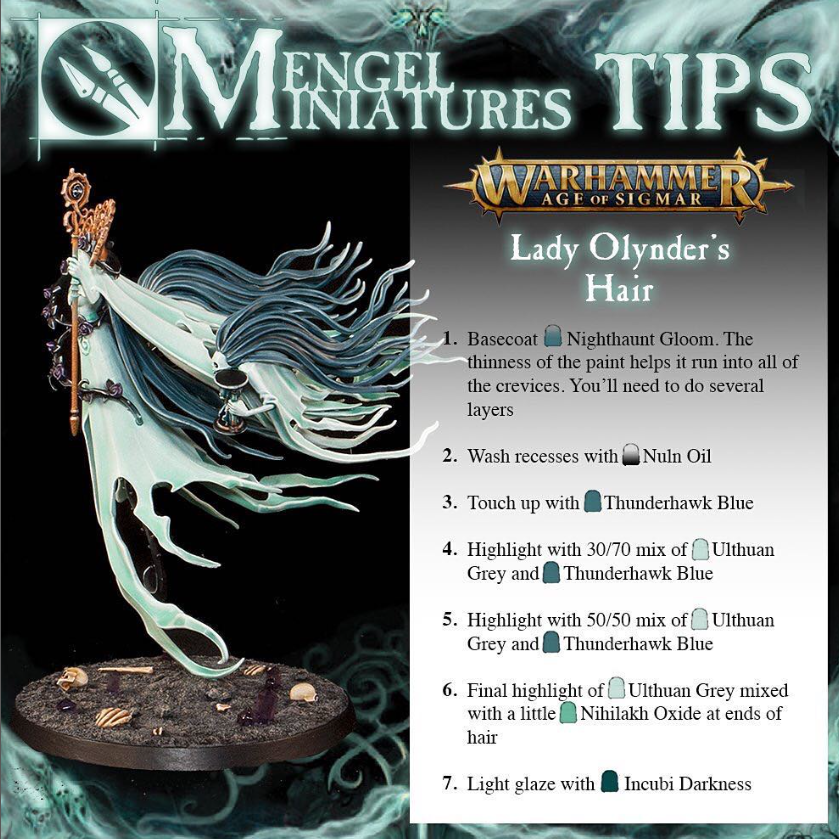 MENGEL
MINIATURES TIPS
WARHAMMER
AGE OF SIGMAR
Lady Olynder's
Hair
1. Basecoat Nighthaunt Gloom. The
thinness of the paint helps it run into all of
the crevices. You'll need to do several
layers
2. Wash recesses with Nuln Oil
3. Touch up with Thunderhawk Blue
4. Highlight with 30/70 mix of Ulthuan
Grey and Thunderhawk Blue
5. Highlight with 50/50 mix of Ulthuan
Grey and Thunderhawk Blue
6. Final highlight of Ulthuan Grey mixed
with a little Nihilakh Oxide at ends of
hair
7. Light glaze with Incubi Darkness